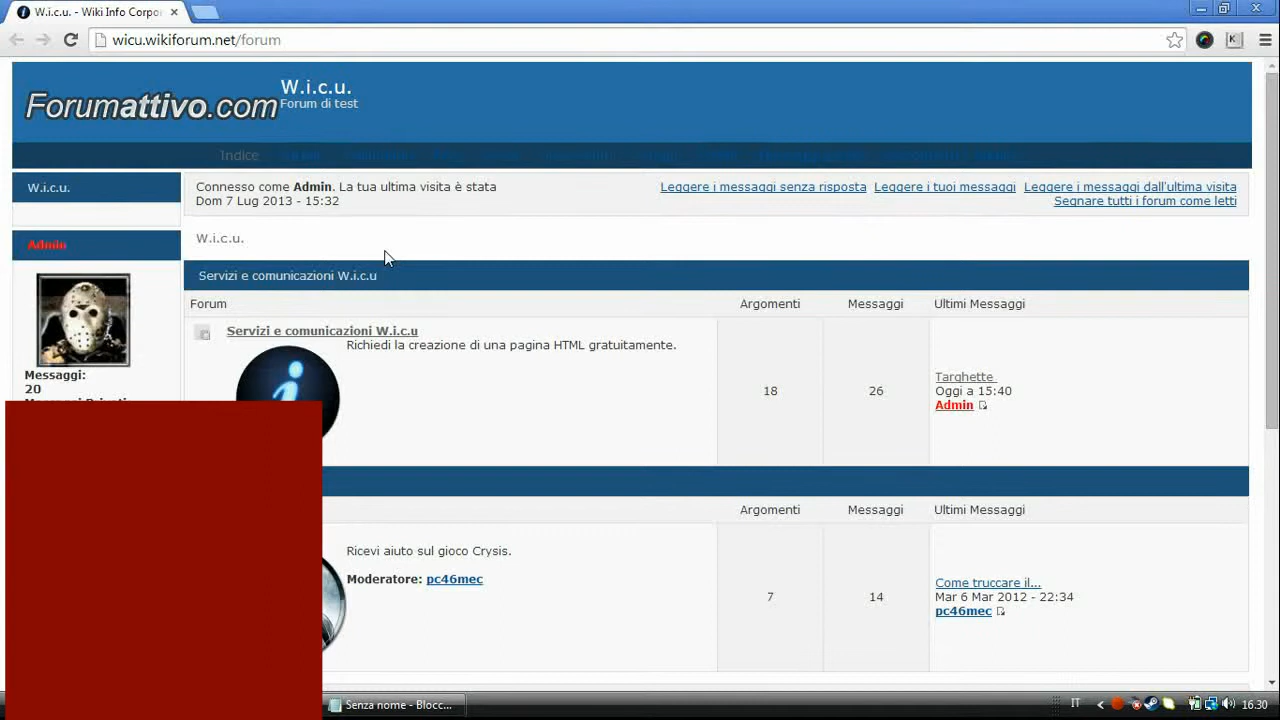 W.i.c.u. - Wiki Info Corpo
wicu.wikiforum.net/forum
Forumattivo.com
W.i.c.u.
Forum di test
Indice
W.i.c.u.
Connesso come Admin. La tua ultima visita è stata
Dom 7 Lug 2013 - 15:32
Leggere i messaggi senza risposta Leggere i tuoi messaggi Leggere i messaggi dall'ultima visita
Segnare tutti i forum come letti
Admin
W.i.c.u.
Servizi e comunicazioni W.i.c.u
Forum Argomenti Messaggi Ultimi Messaggi
Servizi e comunicazioni W.i.c.u
Richiedi la creazione di una pagina HTML gratuitamente.
18 26
Targhette
Oggi a 15:40
Admin
Messaggi:
20
Argomenti Messaggi Ultimi Messaggi
Ricevi aiuto sul gioco Crysis.
Moderatore: pc46mec
7 14
Come truccare il...
Mar 6 Mar 2012 - 22:34
pc46mec
Senza nome - Blocc...
IT
16.30